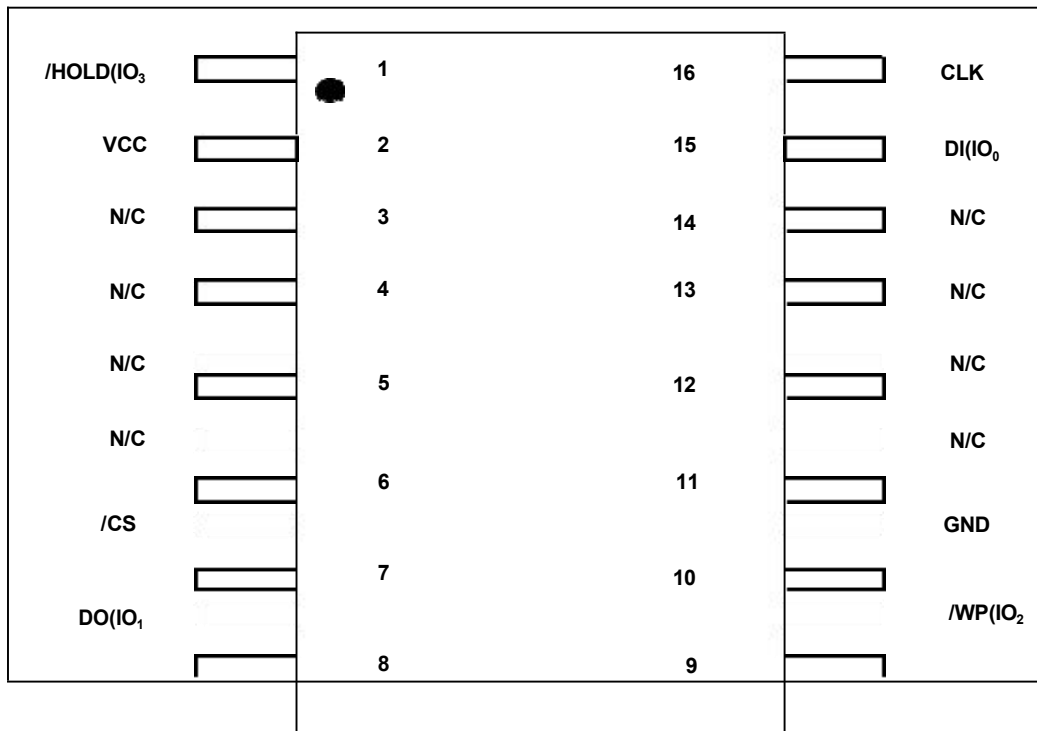 /HOLD(IO₃ 1 16 CLK
VCC 2 15 DI(IO₀
N/C 3 14 N/C
N/C 4 13 N/C
N/C 5 12 N/C
N/C 6 11 N/C
/CS 7 10 GND
DO(IO₁ 8 9 /WP(IO₂